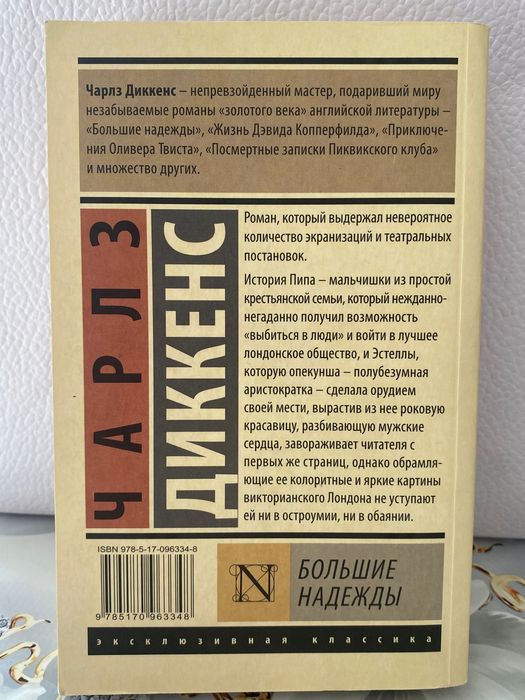 Чарлз Диккенс – непревзойденный мастер, подаривший миру
незабываемые романы «золотого века» английской литературы –
«Большие надежды», «Жизнь Дэвида Копперфилда», «Приключе-
ния Оливера Твиста», «Посмертные записки Пиквикского клуба»
и множество других.
ЧАРЛЗ
ДИККЕНС
Роман, который выдержал невероятное
количество экранизаций и театральных
постановок.
История Пипа – мальчишки из простой
крестьянской семьи, который нежданно-
негаданно получил возможность
«выбиться в люди» и войти в лучшее
лондонское общество, и Эстеллы,
которую опекунша – полубезумная
аристократка – сделала орудием
своей мести, вырастив из нее роковую
красавицу, разбивающую мужские
сердца, завораживает читателя с
первых же страниц, однако обрамля-
ющие ее колоритные и яркие картины
викторианского Лондона не уступают
ей ни в остроумии, ни в обаянии.
ISBN 978-5-17-096334-8
9785170963348
N
БОЛЬШИЕ
НАДЕЖДЫ
эксклюзивная классика